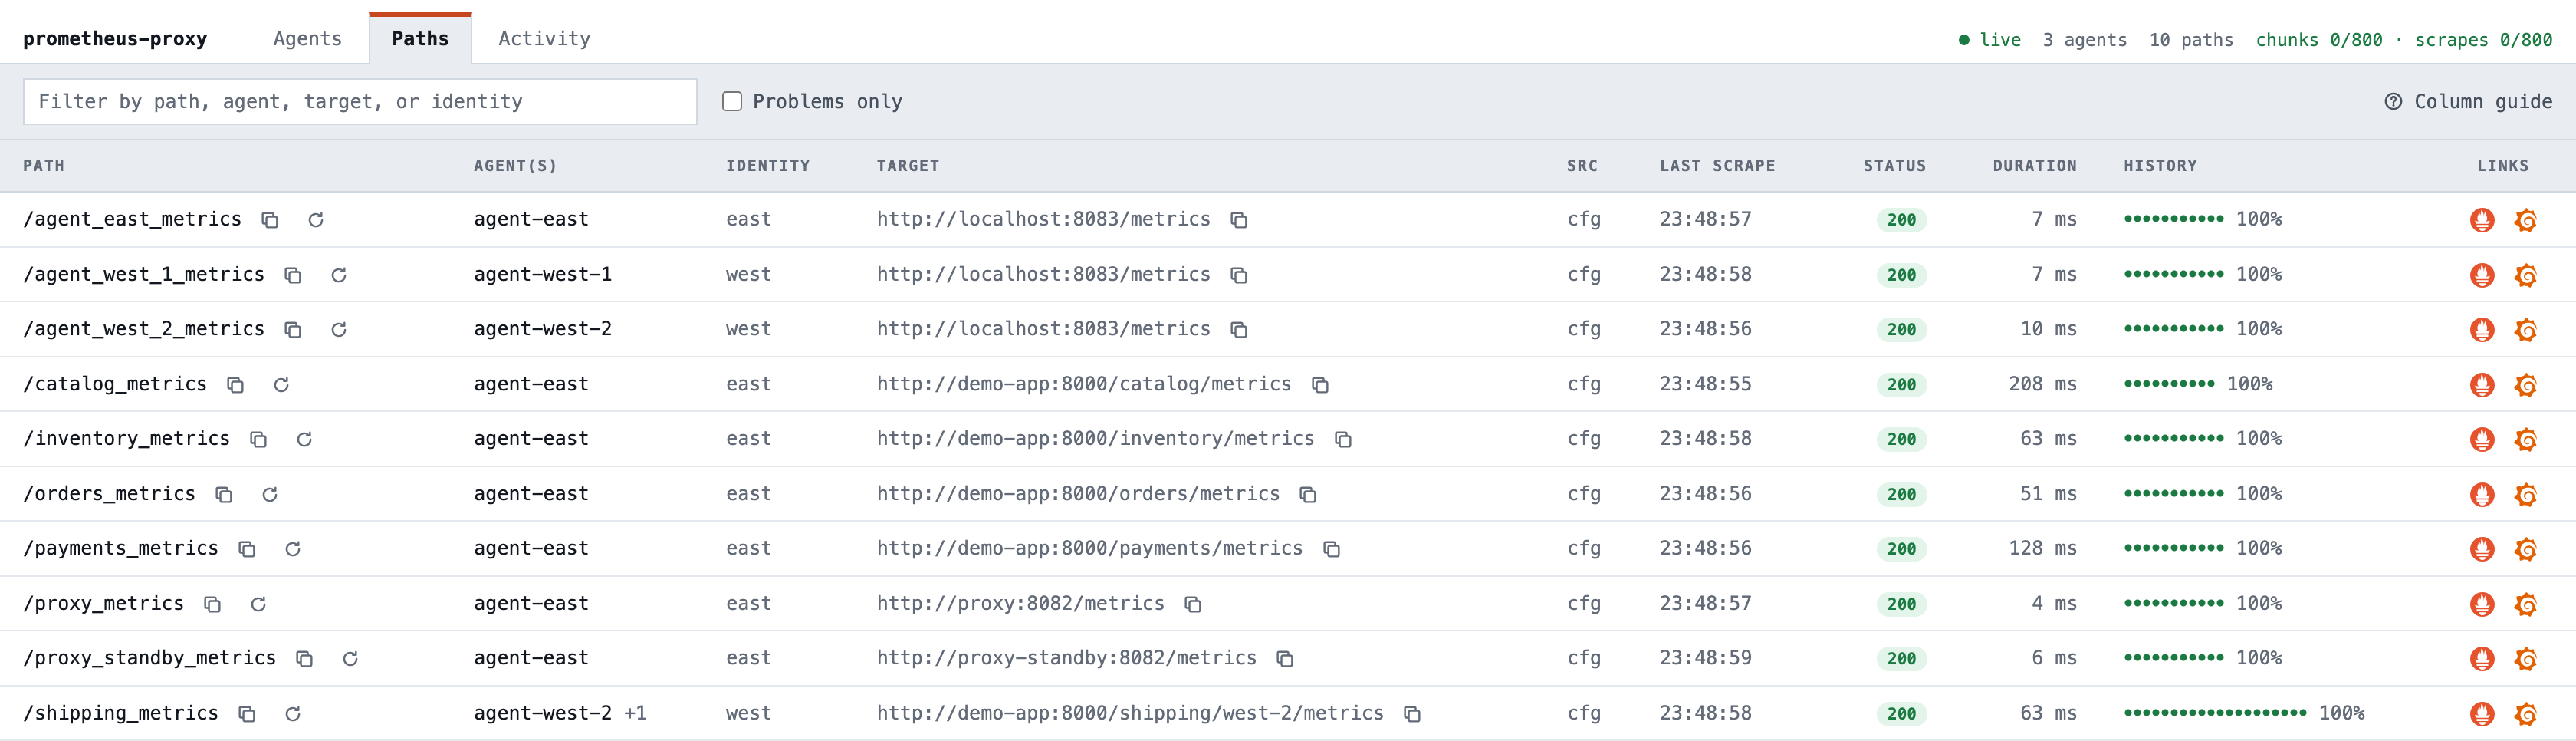 prometheus-proxy Agents Paths Activity live 3 agents 10 paths chunks 0/800 · scrapes 0/800
Filter by path, agent, target, or identity Problems only Column guide
PATH AGENT(S) IDENTITY TARGET SRC LAST SCRAPE STATUS DURATION HISTORY LINKS
/agent_east_metrics agent-east east http://localhost:8083/metrics cfg 23:48:57 200 7 ms 100%
/agent_west_1_metrics agent-west-1 west http://localhost:8083/metrics cfg 23:48:58 200 7 ms 100%
/agent_west_2_metrics agent-west-2 west http://localhost:8083/metrics cfg 23:48:56 200 10 ms 100%
/catalog_metrics agent-east east http://demo-app:8000/catalog/metrics cfg 23:48:55 200 208 ms 100%
/inventory_metrics agent-east east http://demo-app:8000/inventory/metrics cfg 23:48:58 200 63 ms 100%
/orders_metrics agent-east east http://demo-app:8000/orders/metrics cfg 23:48:56 200 51 ms 100%
/payments_metrics agent-east east http://demo-app:8000/payments/metrics cfg 23:48:56 200 128 ms 100%
/proxy_metrics agent-east east http://proxy:8082/metrics cfg 23:48:57 200 4 ms 100%
/proxy_standby_metrics agent-east east http://proxy-standby:8082/metrics cfg 23:48:59 200 6 ms 100%
/shipping_metrics agent-west-2 +1 west http://demo-app:8000/shipping/west-2/metrics cfg 23:48:58 200 63 ms 100%